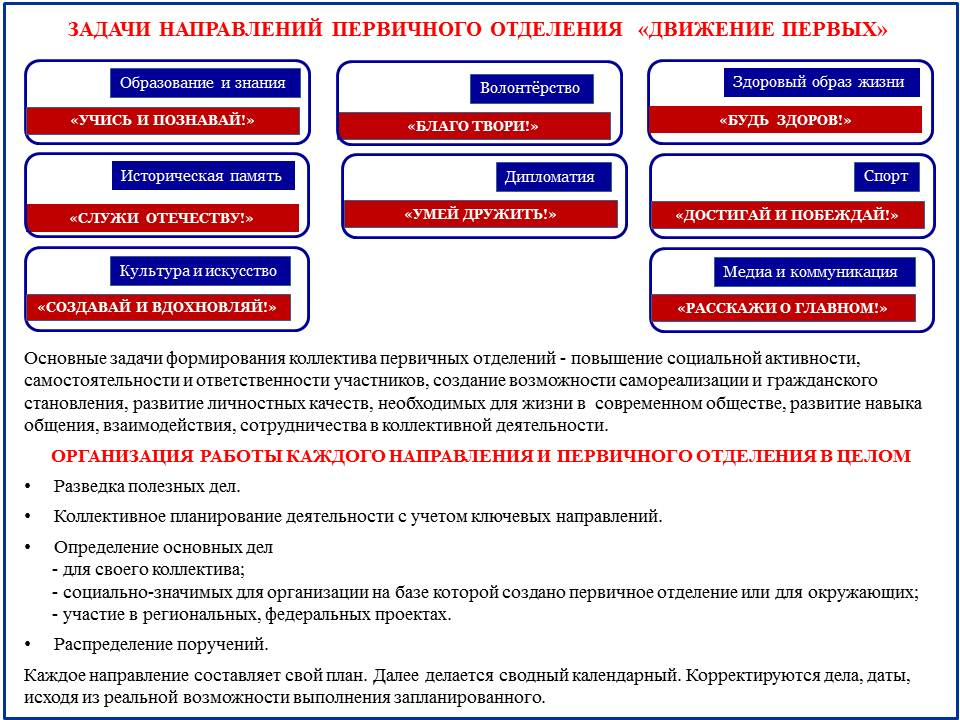 ЗАДАЧИ НАПРАВЛЕНИЙ ПЕРВИЧНОГО ОТДЕЛЕНИЯ «ДВИЖЕНИЕ ПЕРВЫХ»
Образование и знания
«УЧИСЬ И ПОЗНАВАЙ!»
Волонтёрство
«БЛАГО ТВОРИ!»
Здоровый образ жизни
«БУДЬ ЗДОРОВ!»
Историческая память
«СЛУЖИ ОТЕЧЕСТВУ!»
Дипломатия
«УМЕЙ ДРУЖИТЬ!»
Спорт
«ДОСТИГАЙ И ПОБЕЖДАЙ!»
Культура и искусство
«СОЗДАВАЙ И ВДОХНОВЛЯЙ!»
Медиа и коммуникация
«РАССКАЖИ О ГЛАВНОМ!»
Основные задачи формирования коллектива первичных отделений - повышение социальной активности,
самостоятельности и ответственности участников, создание возможности самореализации и гражданского
становления, развитие личностных качеств, необходимых для жизни в современном обществе, развитие навыка
общения, взаимодействия, сотрудничества в коллективной деятельности.
ОРГАНИЗАЦИЯ РАБОТЫ КАЖДОГО НАПРАВЛЕНИЯ И ПЕРВИЧНОГО ОТДЕЛЕНИЯ В ЦЕЛОМ
• Разведка полезных дел.
• Коллективное планирование деятельности с учетом ключевых направлений.
• Определение основных дел
- для своего коллектива;
- социально-значимых для организации на базе которой создано первичное отделение или для окружающих;
- участие в региональных, федеральных проектах.
• Распределение поручений.
Каждое направление составляет свой план. Далее делается сводный календарный. Корректируются дела, даты,
исходя из реальной возможности выполнения запланированного.